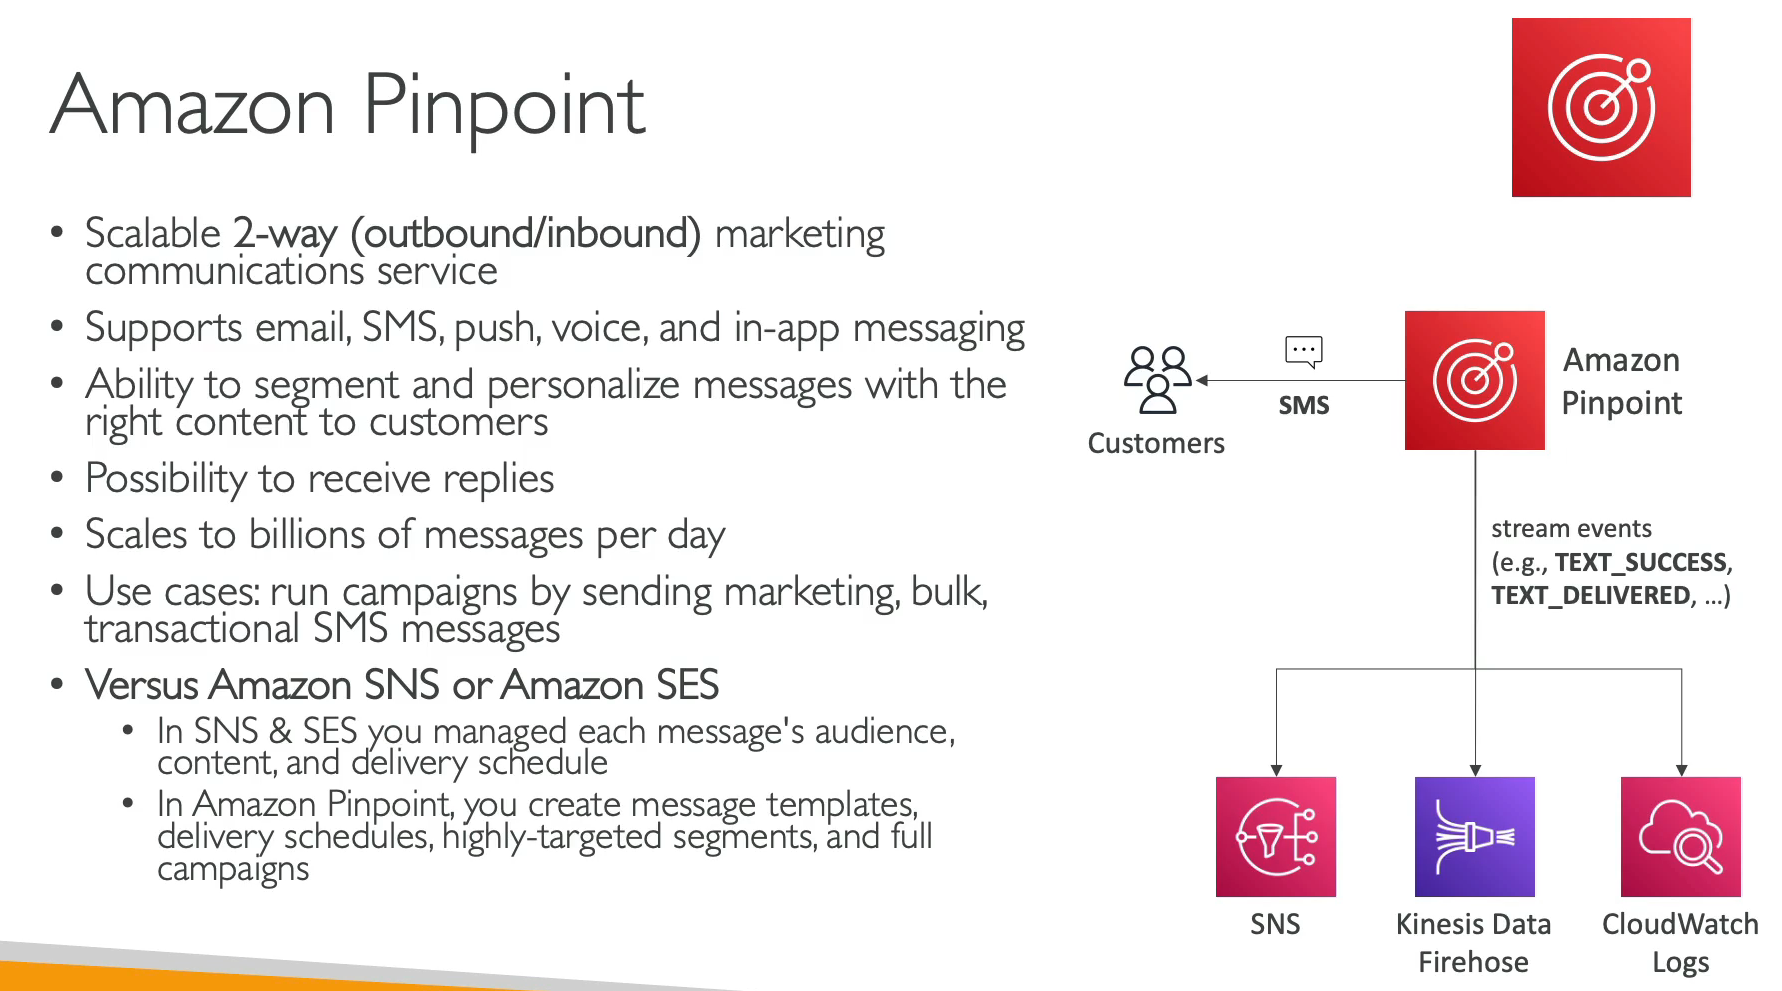 Amazon Pinpoint
• Scalable 2-way (outbound/inbound) marketing
communications service
• Supports email, SMS, push, voice, and in-app messaging
• Ability to segment and personalize messages with the
right content to customers
• Possibility to receive replies
• Scales to billions of messages per day
• Use cases: run campaigns by sending marketing, bulk,
transactional SMS messages
• Versus Amazon SNS or Amazon SES
• In SNS & SES you managed each message's audience,
content, and delivery schedule
• In Amazon Pinpoint, you create message templates,
delivery schedules, highly-targeted segments, and full
campaigns
Customers
SMS
Amazon
Pinpoint
stream events
(e.g., TEXT_SUCCESS,
TEXT_DELIVERED, ...)
SNS
Kinesis Data
Firehose
CloudWatch
Logs